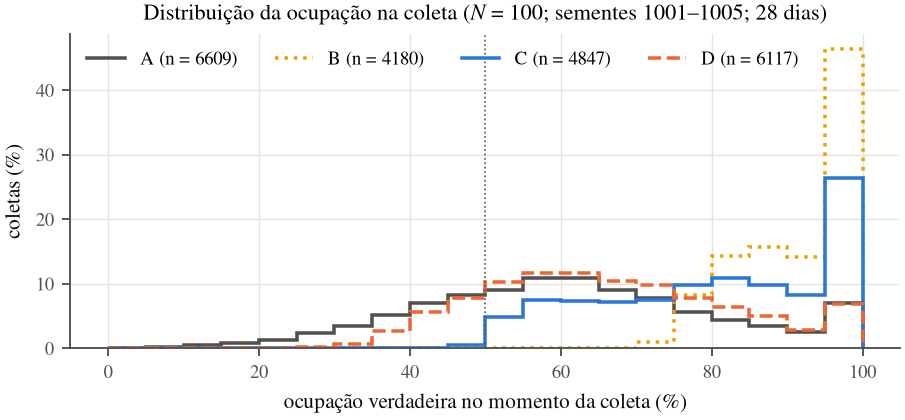 Distribuição da ocupação na coleta (N = 100; sementes 1001–1005; 28 dias)
A (n = 6609) B (n = 4180) C (n = 4847) D (n = 6117)
coletas (%)
40
30
20
10
0
0 20 40 60 80 100
ocupação verdadeira no momento da coleta (%)